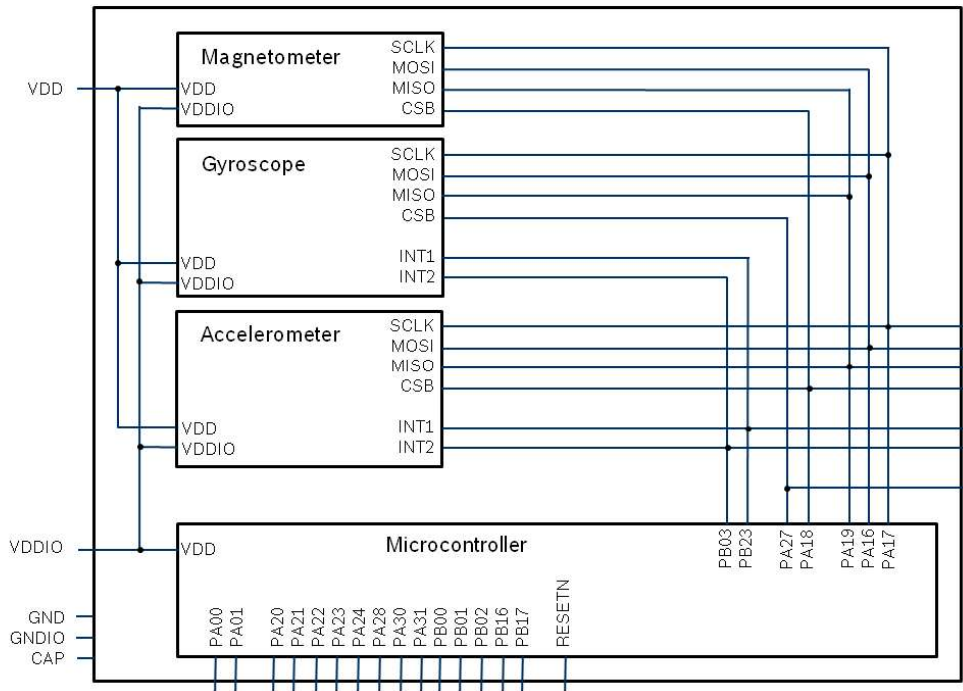 Magnetometer
SCLK
MOSI
MISO
CSB
VDD
VDD
VDDIO
Gyroscope
SCLK
MOSI
MISO
CSB
INT1
INT2
VDD
VDDIO
Accelerometer
SCLK
MOSI
MISO
CSB
INT1
INT2
VDD
VDDIO
VDDIO
VDD
Microcontroller
PB03
PB23
PA27
PA18
PA19
PA16
PA17
GND
GNDIO
CAP
PA00
PA01
PA20
PA21
PA22
PA23
PA24
PA28
PA30
PA31
PB00
PB01
PB02
PB16
PB17
RESETN